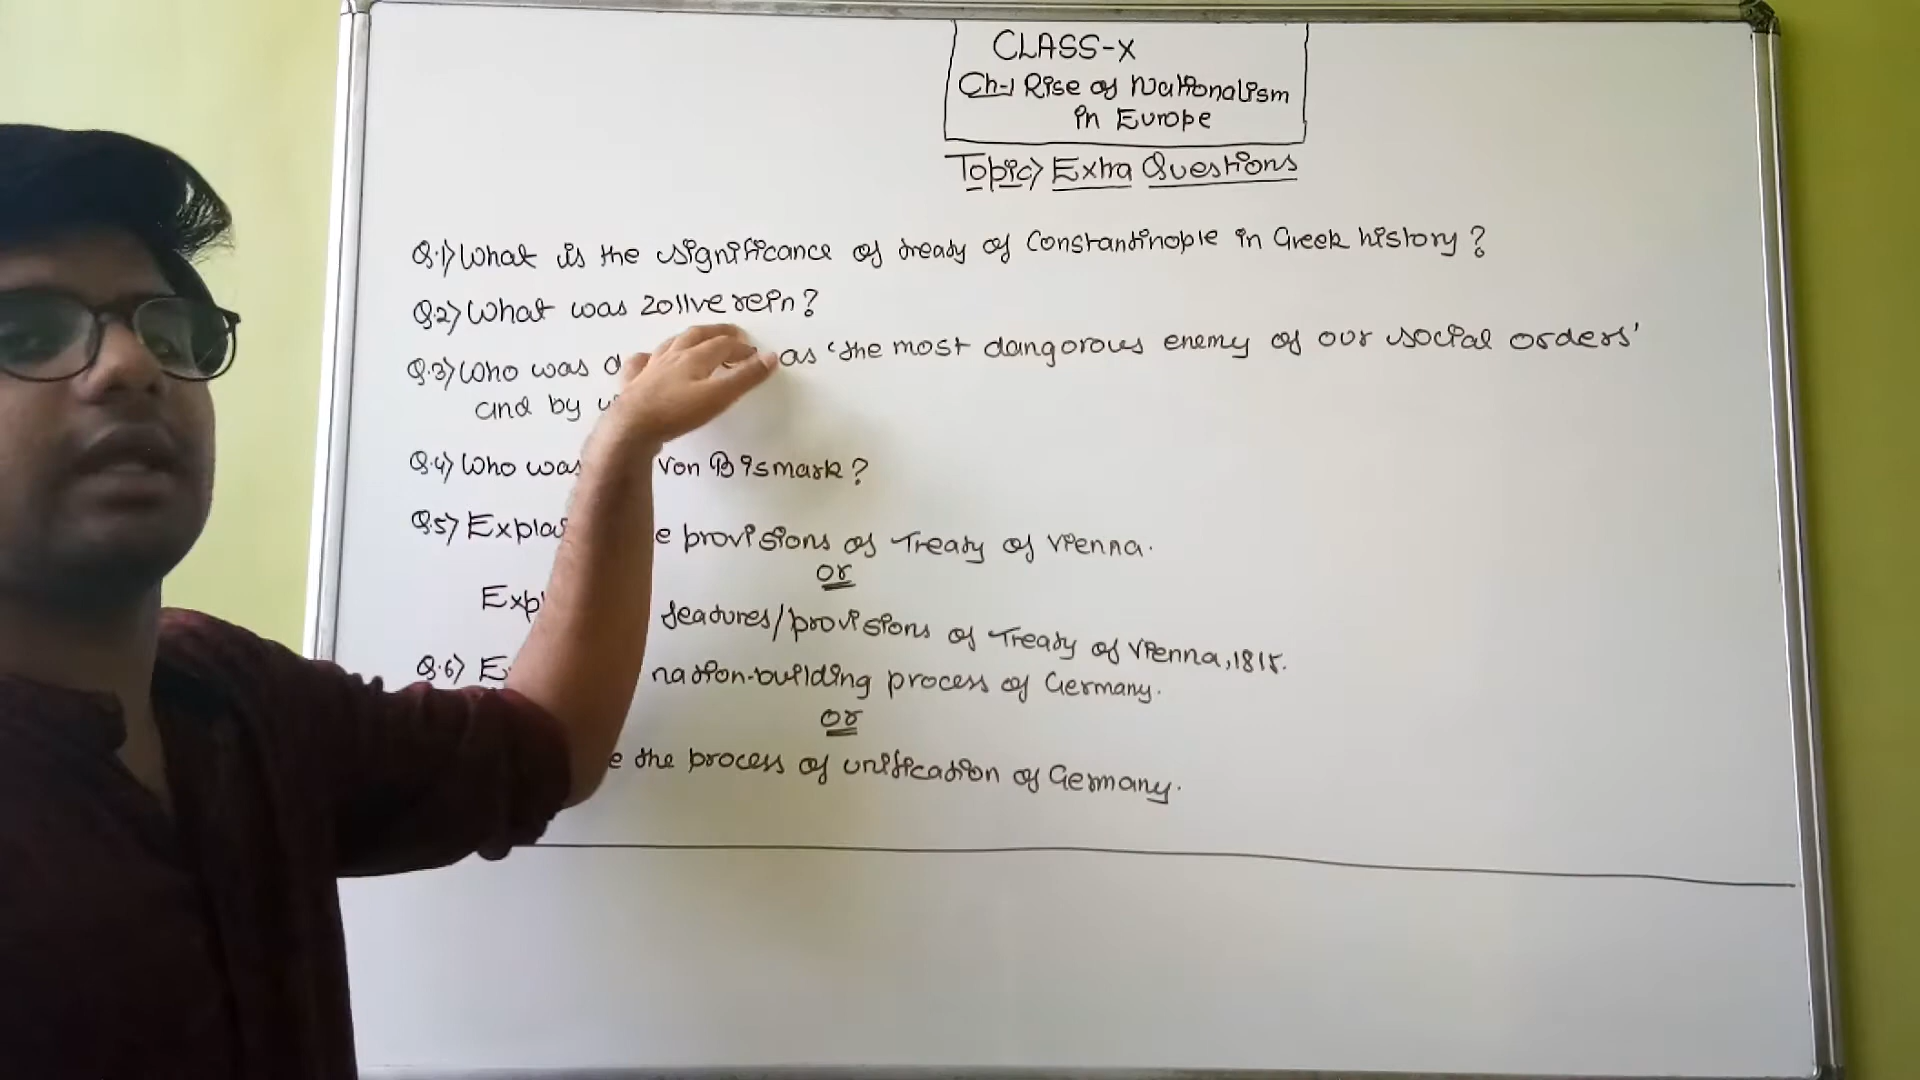 CLASS-X
Ch-1 Rise of Nationalism
in Europe
Topic) Extra Questions
Q.1) What is the significance of treaty of Constantinople in Greek history?
Q.2) What was zollverein?
Q.3) Who was as 'the most dangorous enemy of our social orders'
and by
Q.4) Who was von Bismark?
Q.5) provisions of Treaty of Vienna.
or
features/provisions of Treaty of Vienna, 1815.
Q.6) nation-building process of Germany.
or
the process of unification of Germany.